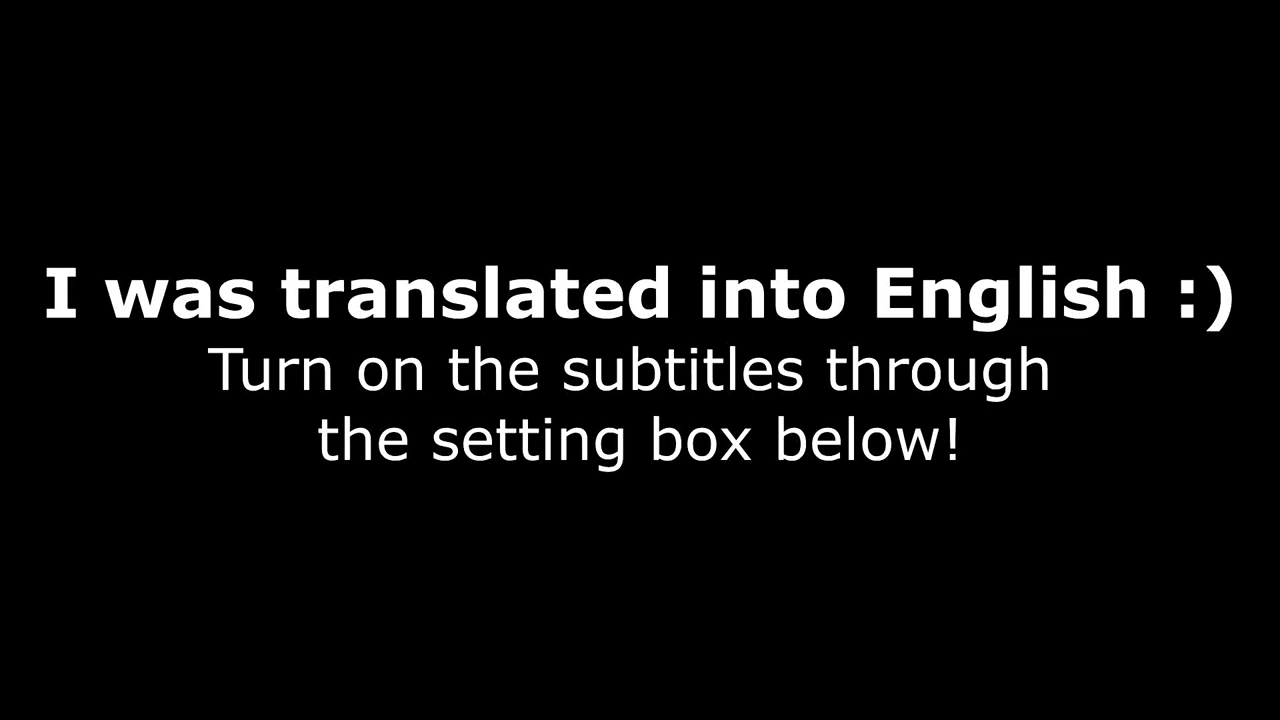 I was translated into English :)
Turn on the subtitles through
the setting box below!